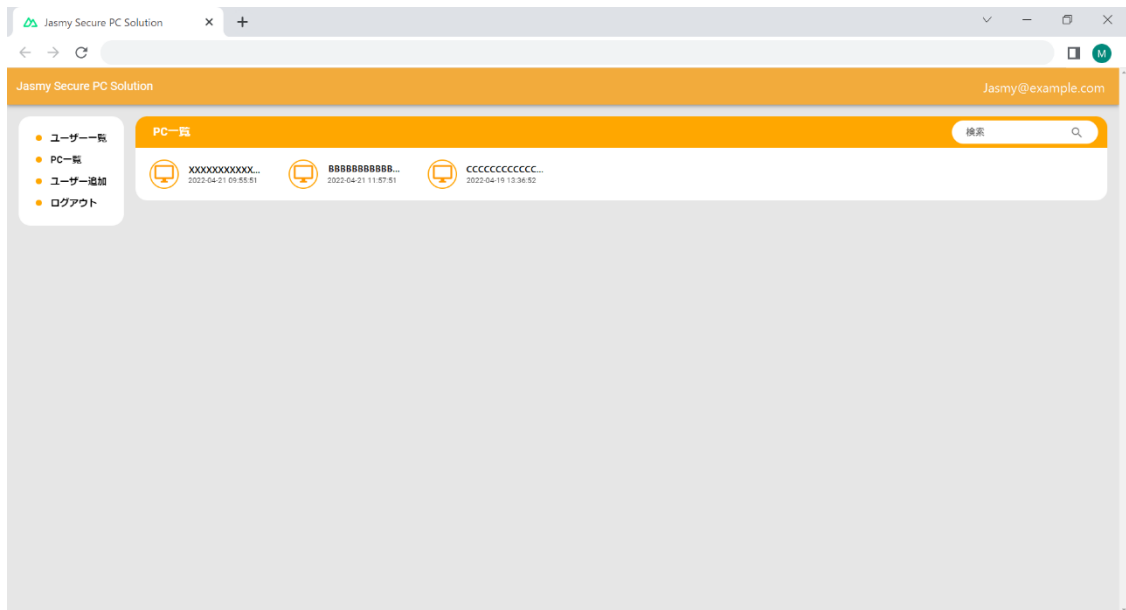 Jasmy Secure PC Solution
M
Jasmy Secure PC Solution
Jasmy@example.com
ユーザー一覧
PC一覧
ユーザー追加
ログアウト
PC一覧
検索
XXXXXXXXXXX...
2022-04-21 09:55:51
BBBBBBBBBBB...
2022-04-21 11:57:51
CCCCCCCCCCCC...
2022-04-19 13:36:52